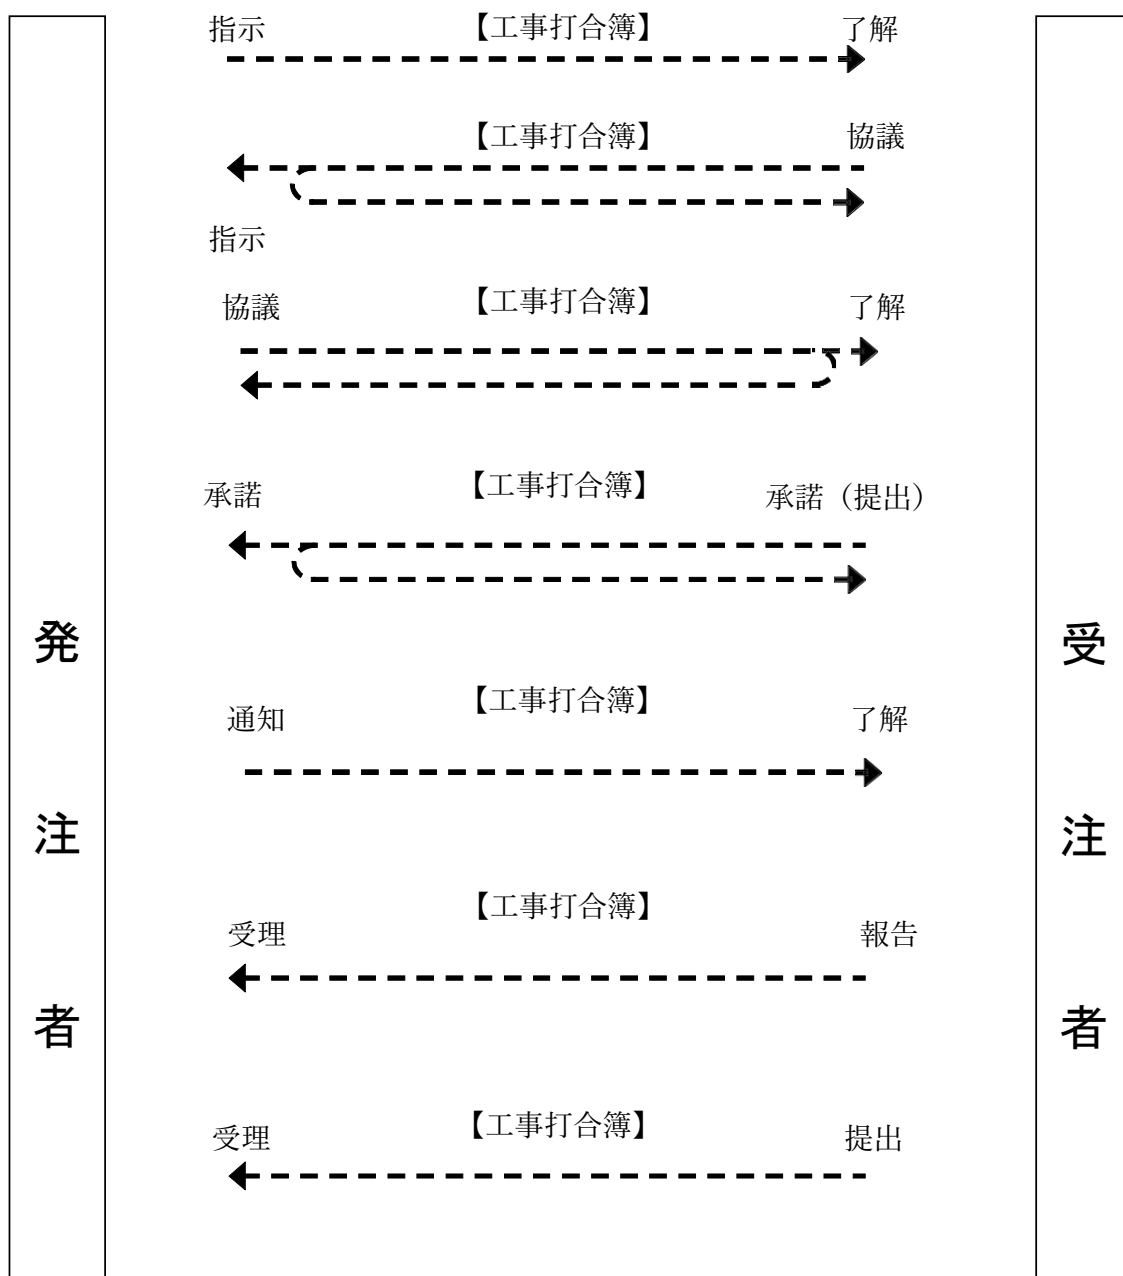 指示 【工事打合簿】 了解
【工事打合簿】 協議
指示
協議 【工事打合簿】 了解
承諾 【工事打合簿】 承諾（提出）
通知 【工事打合簿】 了解
受理 【工事打合簿】 報告
受理 【工事打合簿】 提出
発注者
受注者